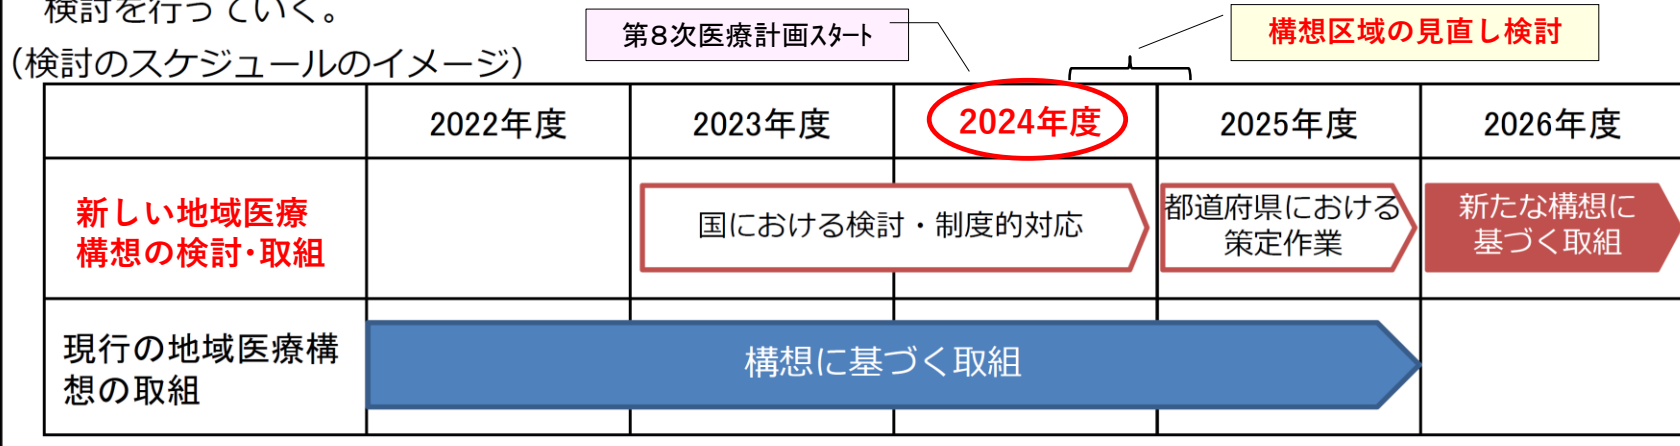 検討を行っていく。
第8次医療計画スタート
構想区域の見直し検討
(検討のスケジュールのイメージ)
2022年度
2023年度
2024年度
2025年度
2026年度
新しい地域医療
構想の検討・取組
国における検討・制度的対応
都道府県における
策定作業
新たな構想に
基づく取組
現行の地域医療構
想の取組
構想に基づく取組